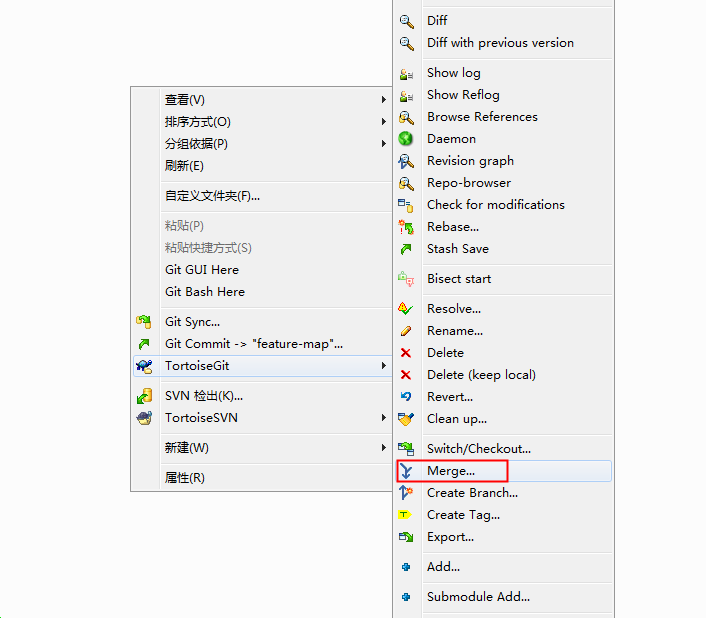 查看(V)
排序方式(O)
分组依据(P)
刷新(E)
自定义文件夹(F)...
粘贴(P)
粘贴快捷方式(S)
Git GUI Here
Git Bash Here
Git Sync...
Git Commit -> "feature-map"...
TortoiseGit
SVN 检出(K)...
TortoiseSVN
新建(W)
属性(R)
Diff
Diff with previous version
Show log
Show Reflog
Browse References
Daemon
Revision graph
Repo-browser
Check for modifications
Rebase...
Stash Save
Bisect start
Resolve...
Rename...
Delete
Delete (keep local)
Revert...
Clean up...
Switch/Checkout...
Merge...
Create Branch...
Create Tag...
Export...
Add...
Submodule Add...